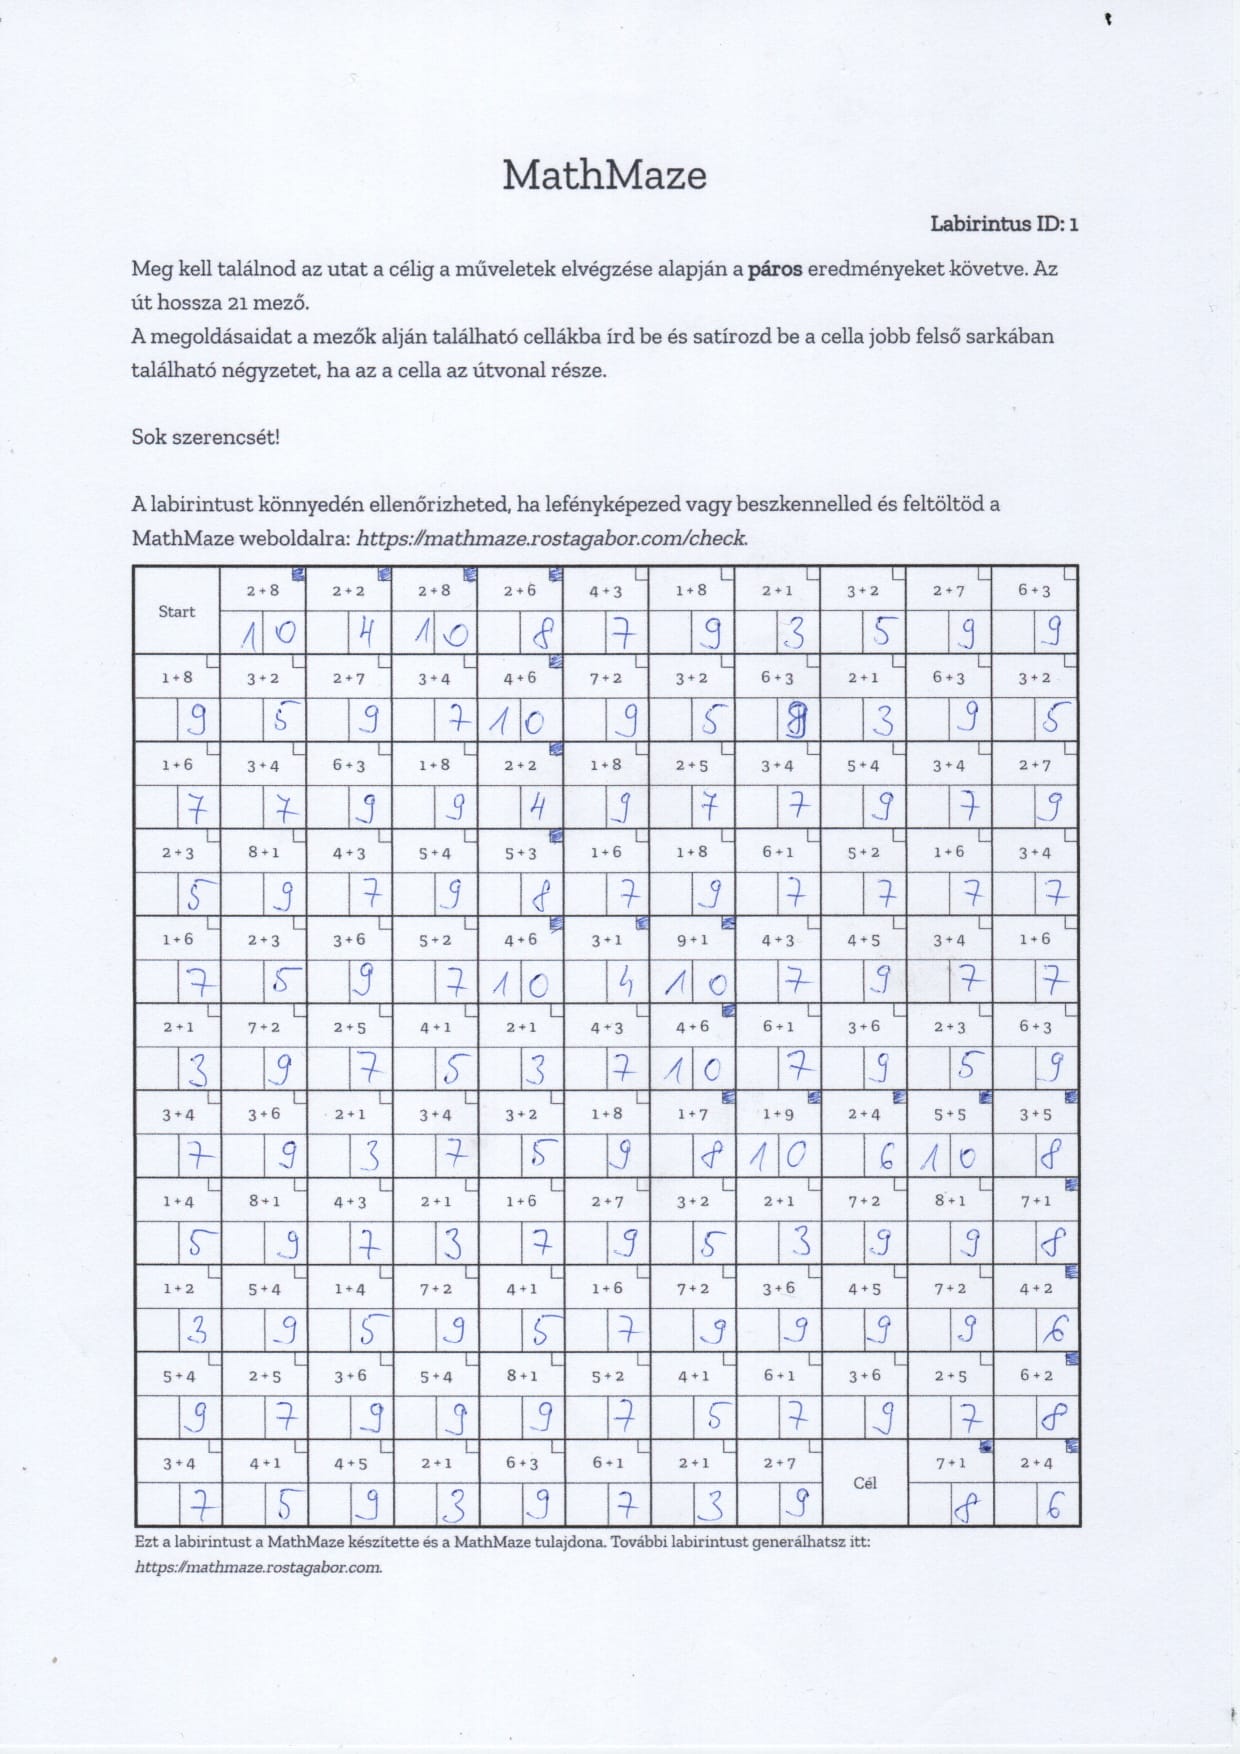 MathMaze
Labirintus ID: 1
Meg kell találnod az utat a célig a műveletek elvégzése alapján a páros eredményeket követve. Az
út hossza 21 mező.
A megoldásaidat a mezők alján található cellákba írd be és satírozd be a cella jobb felső sarkában
található négyzetet, ha az a cella az útvonal része.
Sok szerencsét!
A labirintust könnyedén ellenőrizheted, ha lefényképezed vagy beszkennelled és feltöltöd a
MathMaze weboldalra: https://mathmaze.rostagabor.com/check.
Start 2+8 2+2 2+8 2+6 4+3 1+8 2+1 3+2 2+7 6+3
10 4 10 8 7 9 3 5 9 9
1+8 3+2 2+7 3+4 4+6 7+2 3+2 6+3 2+1 6+3 3+2
9 5 9 7 10 9 5 9 3 9 5
1+6 3+4 6+3 1+8 2+2 1+8 2+5 3+4 5+4 3+4 2+7
7 7 9 9 4 9 7 7 9 7 9
2+3 8+1 4+3 5+4 5+3 1+6 1+8 6+1 5+2 1+6 3+4
5 9 7 9 8 7 9 7 7 7 7
1+6 2+3 3+6 5+2 4+6 3+1 9+1 4+3 4+5 3+4 1+6
7 5 9 7 10 4 10 7 9 7 7
2+1 7+2 2+5 4+1 2+1 4+3 4+6 6+1 3+6 2+3 6+3
3 9 7 5 3 7 10 7 9 5 9
3+4 3+6 2+1 3+4 3+2 1+8 1+7 1+9 2+4 5+5 3+5
7 9 3 7 5 9 8 10 6 10 8
1+4 8+1 4+3 2+1 1+6 2+7 3+2 2+1 7+2 8+1 7+1
5 9 7 3 7 9 5 3 9 9 8
1+2 5+4 1+4 7+2 4+1 1+6 7+2 3+6 4+5 7+2 4+2
3 9 5 9 5 7 9 9 9 9 6
5+4 2+5 3+6 5+4 8+1 5+2 4+1 6+1 3+6 2+5 6+2
9 7 9 9 9 7 5 7 9 7 8
3+4 4+1 4+5 2+1 6+3 6+1 2+1 2+7 Cél 7+1 2+4
7 5 9 3 9 7 3 9 8 6
Ezt a labirintust a MathMaze készítette és a MathMaze tulajdona. További labirintust generálhatsz itt:
https://mathmaze.rostagabor.com.